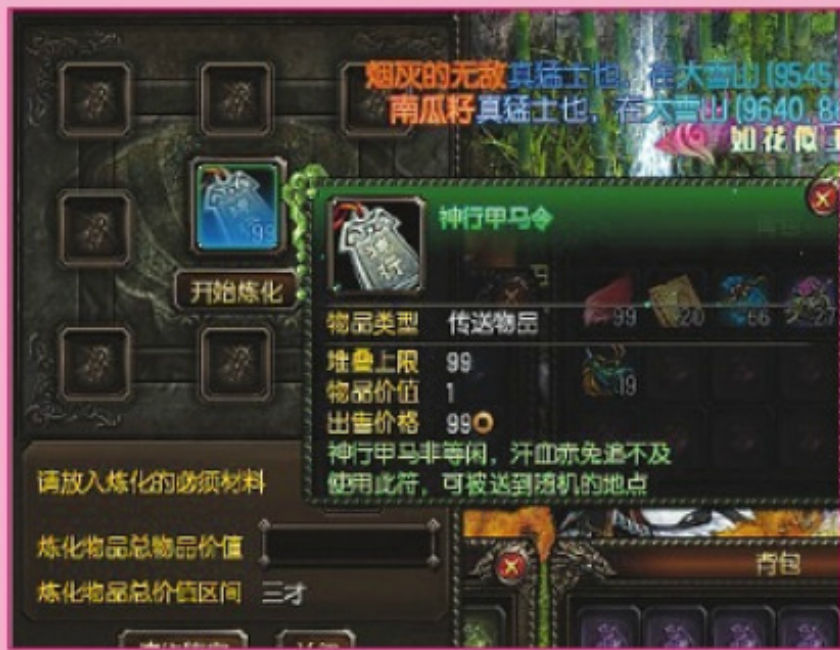 烟灰的无敌真猛士也，在大雪山(9545
南瓜籽真猛士也，在大雪山(9640,8
如花似
99
神行甲马令
开始炼化
物品类型 传送物品
堆叠上限 99
物品价值 1
出售价格 99
神行甲马非等闲，汗血赤兔追不及
使用此符，可被送到随机的地点
99 20 66
19
请放入炼化的必须材料
炼化物品总物品价值
炼化物品总价值区间 三才
背包